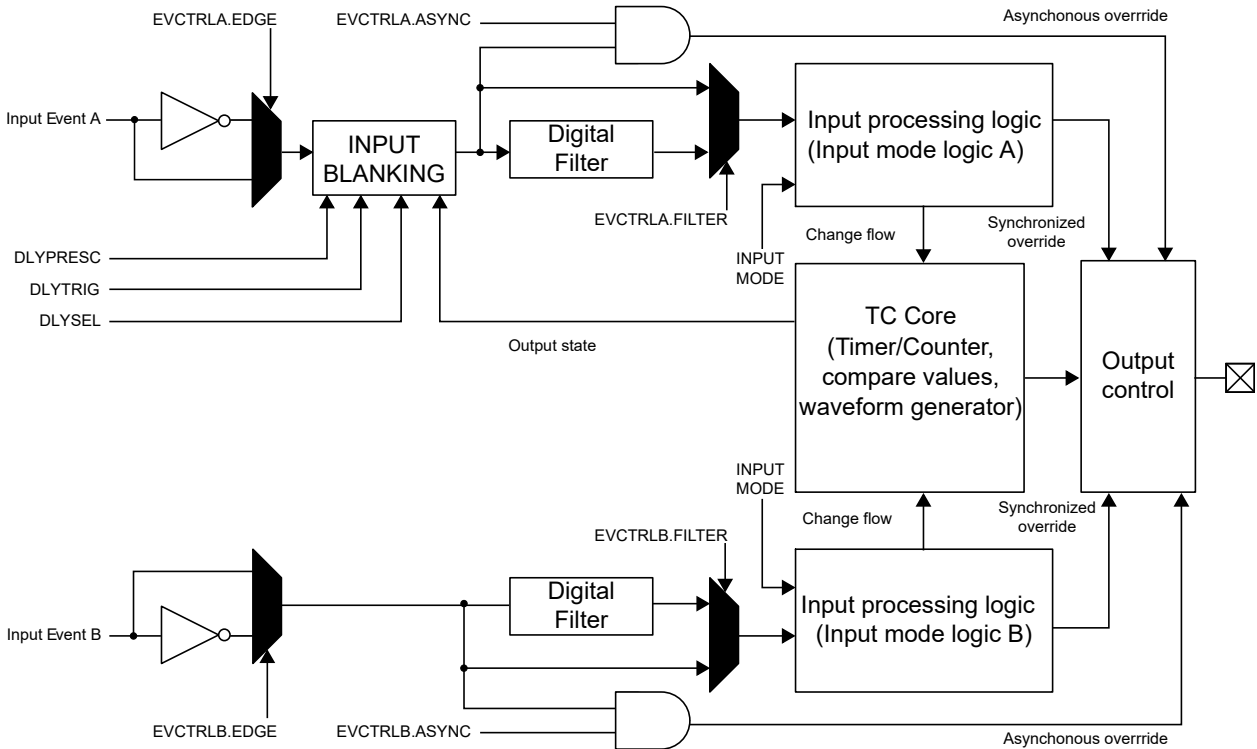 EVCTRLA.EDGE
EVCTRLA.ASYNC
Asynchonous overrride
Input Event A
INPUT
BLANKING
Digital
Filter
Input processing logic
(Input mode logic A)
EVCTRLA.FILTER
DLYPRESC
DLYTRIG
DLYSEL
INPUT
MODE
Change flow
Synchronized
override
Output state
TC Core
(Timer/Counter,
compare values,
waveform generator)
Output
control
INPUT
MODE
Change flow
Synchronized
override
EVCTRLB.FILTER
Input Event B
Digital
Filter
Input processing logic
(Input mode logic B)
EVCTRLB.EDGE
EVCTRLB.ASYNC
Asynchonous overrride